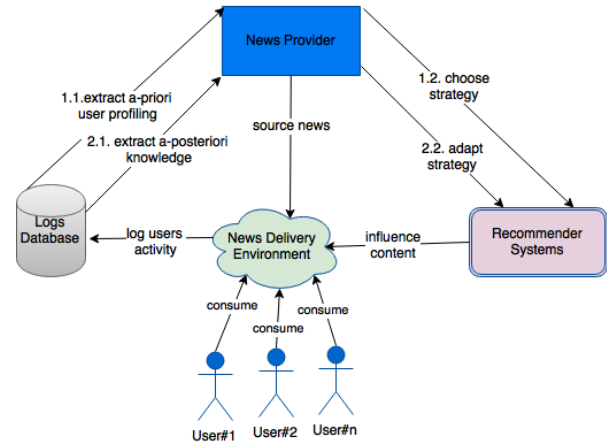 News Provider
1.1.extract a-priori
user profiling
1.2. choose
strategy
2.1. extract a-posteriori
knowledge
source news
2.2. adapt
strategy
Logs
Database
log users
activity
News Delivery
Environment
influence
content
Recommender
Systems
consume
consume
consume
User#1
User#2
User#n